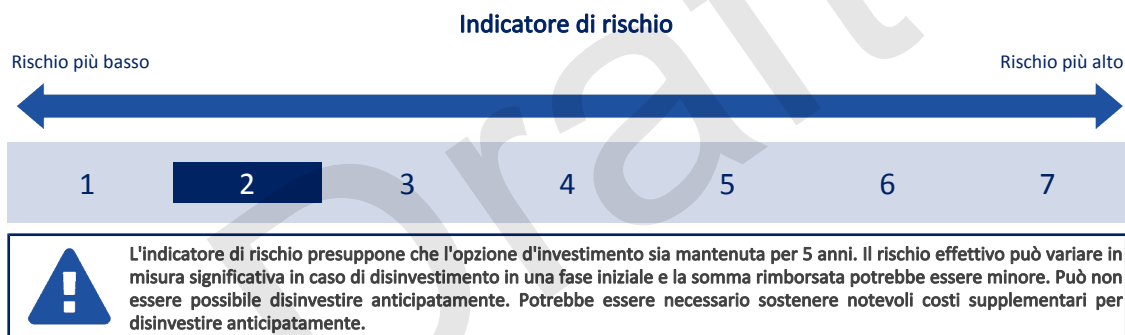 Indicatore di rischio
Rischio più basso
Rischio più alto
1 2 3 4 5 6 7
L'indicatore di rischio presuppone che l'opzione d'investimento sia mantenuta per 5 anni. Il rischio effettivo può variare in
misura significativa in caso di disinvestimento in una fase iniziale e la somma rimborsata potrebbe essere minore. Può non
essere possibile disinvestire anticipatamente. Potrebbe essere necessario sostenere notevoli costi supplementari per
disinvestire anticipatamente.
Draft